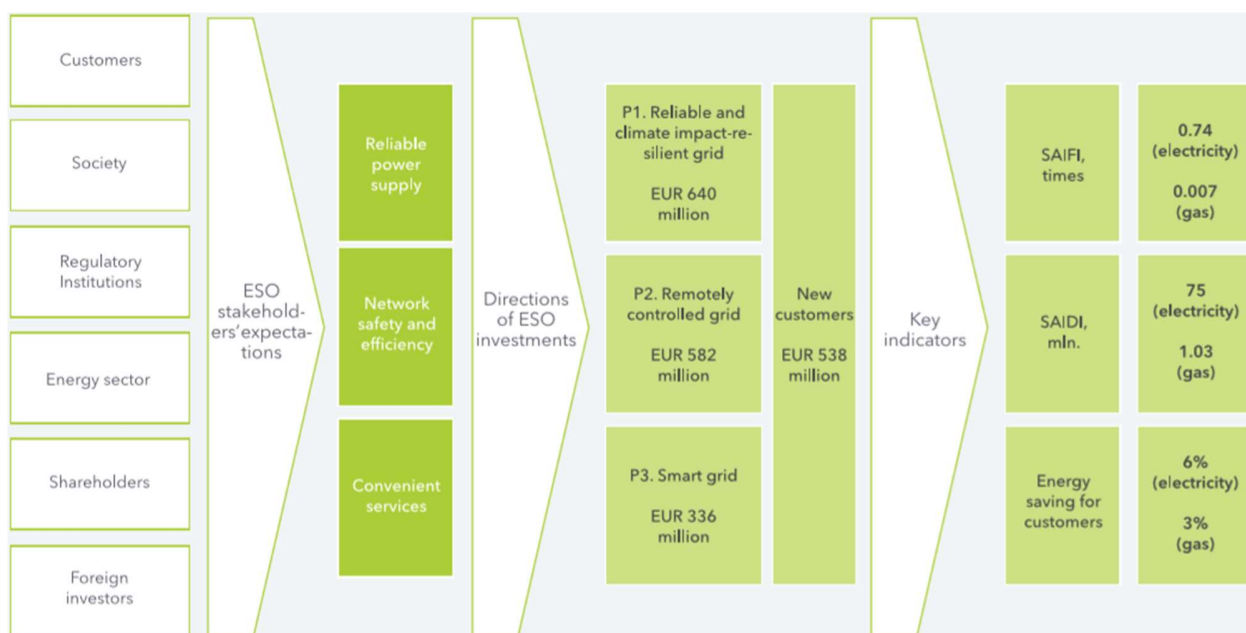 Customers
Society
Regulatory
Institutions
Energy sector
Shareholders
Foreign
investors
ESO
stakehold-
ers’expecta-
tions
Reliable
power
supply
Network
safety and
efficiency
Convenient
services
Directions
of ESO
investments
P1. Reliable and
climate impact-re-
silient grid
EUR 640
million
P2. Remotely
controlled grid
EUR 582
million
P3. Smart grid
EUR 336
million
New
customers
EUR 538
million
Key
indicators
SAIFI,
times
0.74
(electricity)
0.007
(gas)
SAIDI,
mln.
75
(electricity)
1.03
(gas)
Energy
saving for
customers
6%
(electricity)
3%
(gas)